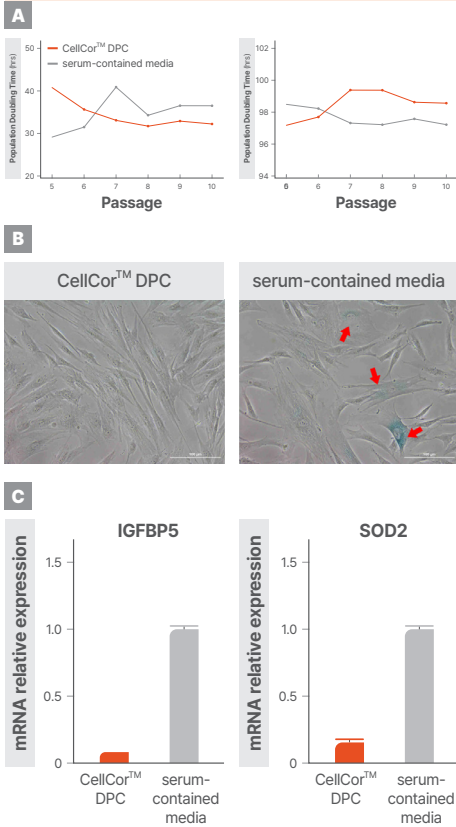 A
Population Doubling Time (hrs)
50
40
30
20
CellCor™ DPC
serum-contained media
5 6 7 8 9 10
Passage
Population Doubling Time (hrs)
102
100
98
96
94
6 7 8 9 10
Passage
B
CellCor™ DPC
serum-contained media
C
IGFBP5
mRNA relative expression
1.5
1.0
0.5
0
CellCor™
DPC
serum-
contained
media
SOD2
mRNA relative expression
1.5
1.0
0.5
0
CellCor™
DPC
serum-
contained
media